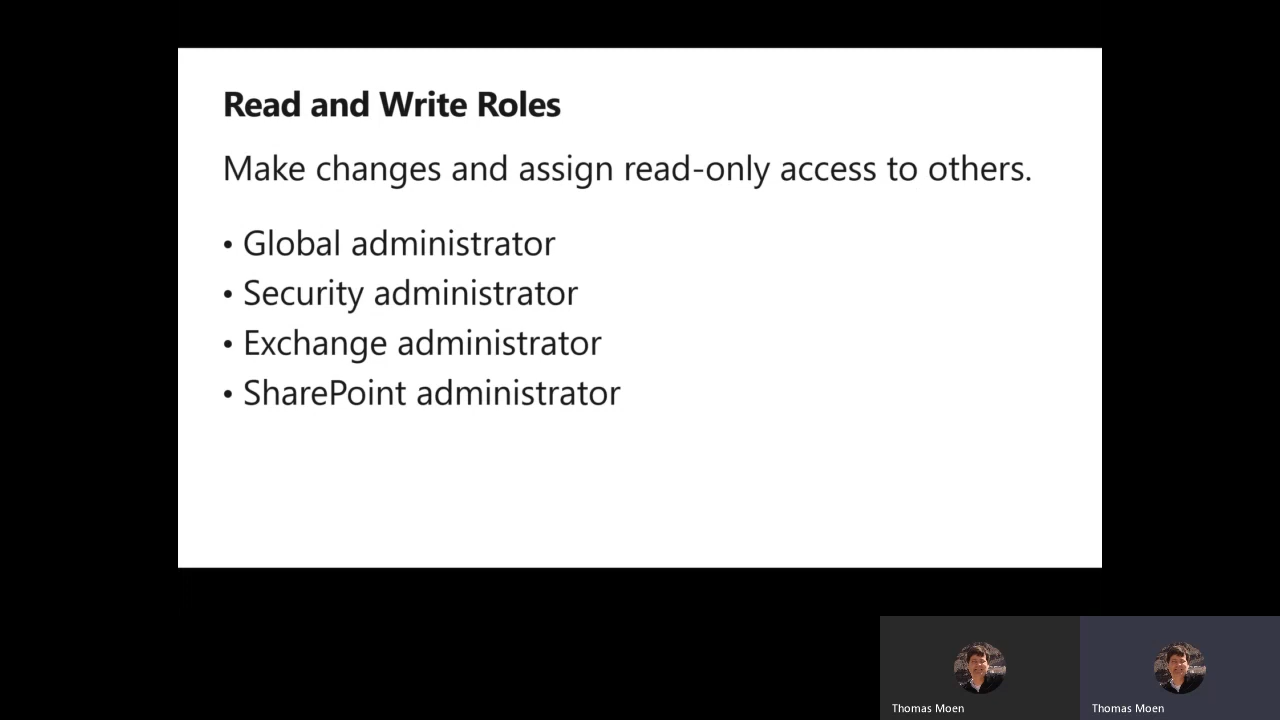 Read and Write Roles
Make changes and assign read-only access to others.
• Global administrator
• Security administrator
• Exchange administrator
• SharePoint administrator
Thomas Moen
Thomas Moen